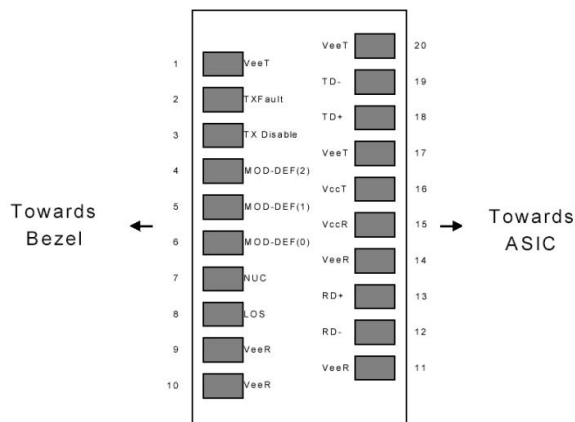 VeeT 20
1 VeeT
TD- 19
2 TXFault
TD+ 18
3 TX Disable
VeeT 17
4 MOD-DEF(2)
VccT 16
5 MOD-DEF(1)
VccR 15
6 MOD-DEF(0)
VeeR 14
7 NUC
RD+ 13
8 LOS
RD- 12
9 VeeR
VeeR 11
10 VeeR
Towards
Bezel
Towards
ASIC